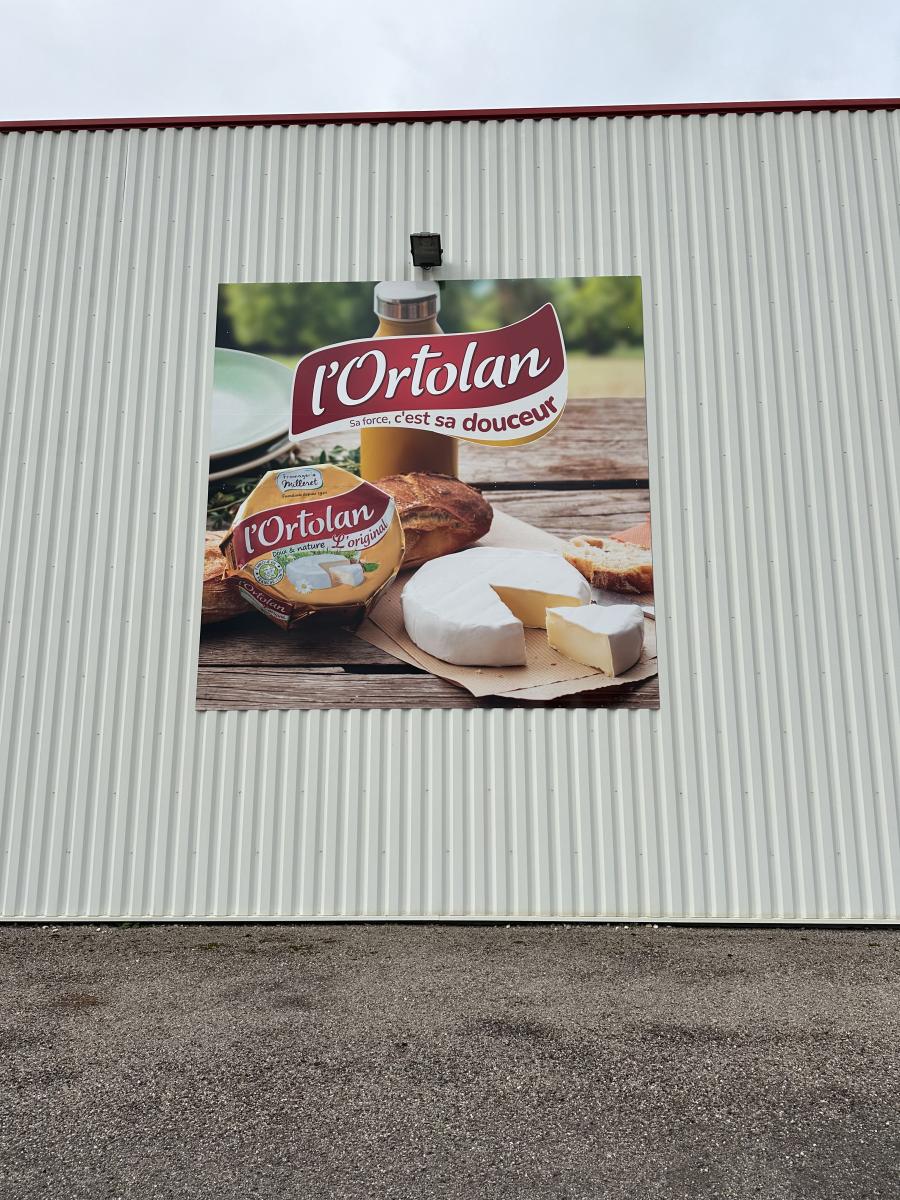 l'Ortolan
Sa force, c'est sa douceur
Fromagerie
Milleret
l'Ortolan
Doux & nature L'original
l'Ortolan